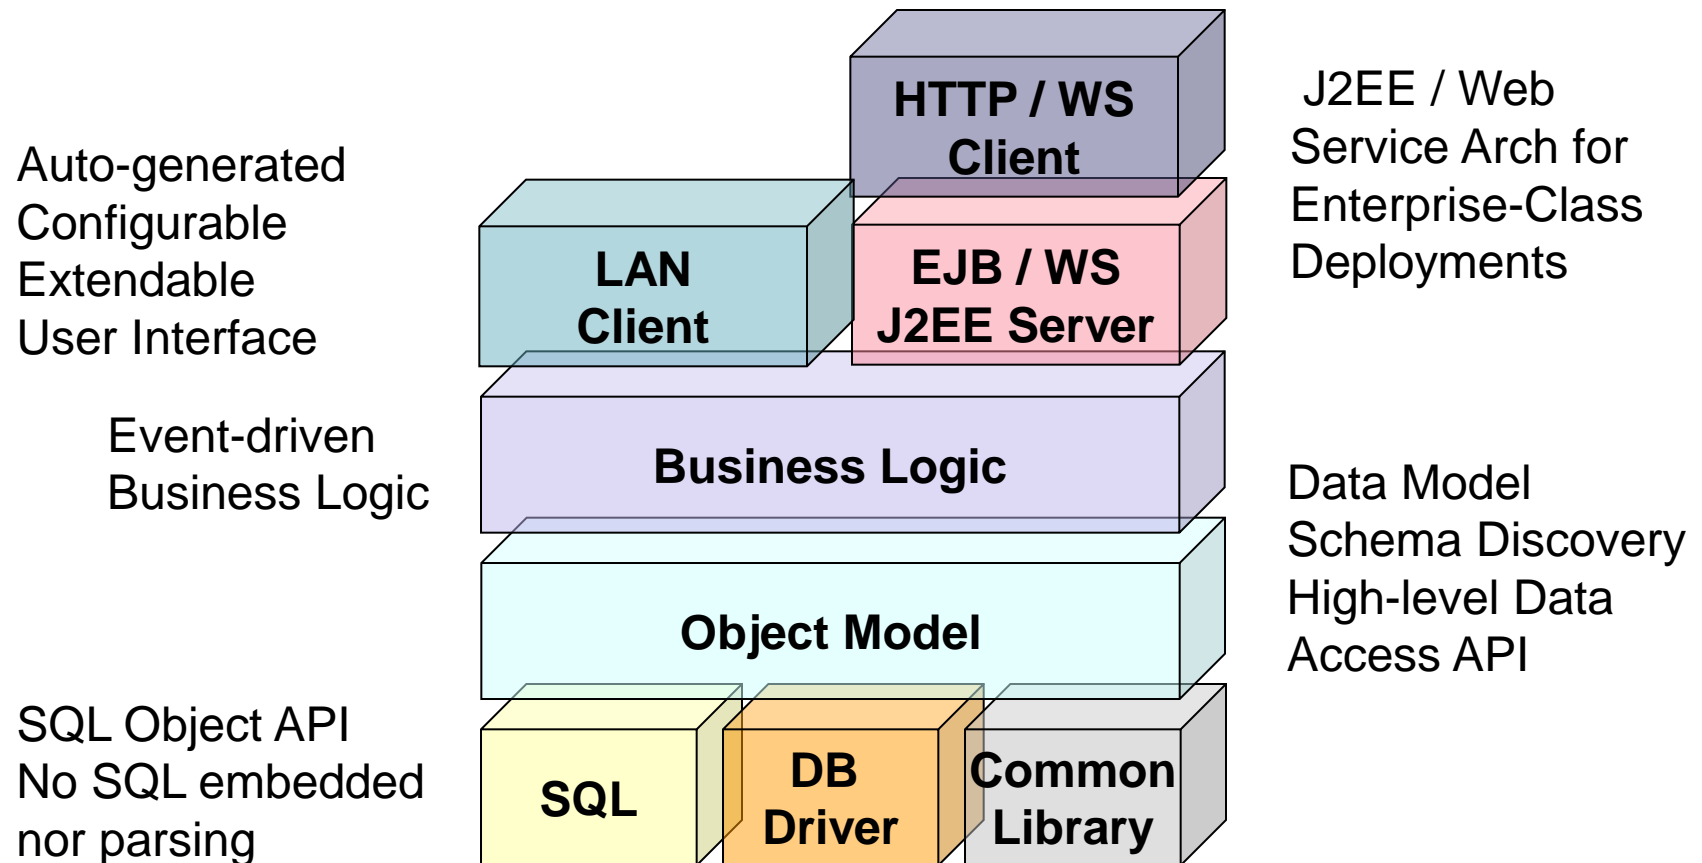 HTTP / WS
Client
J2EE / Web
Service Arch for
Enterprise-Class
Deployments
Auto-generated
Configurable
Extendable
User Interface
LAN
Client
EJB / WS
J2EE Server
Event-driven
Business Logic
Business Logic
Data Model
Schema Discovery
High-level Data
Access API
Object Model
SQL Object API
No SQL embedded
nor parsing
SQL
DB
Driver
Common
Library